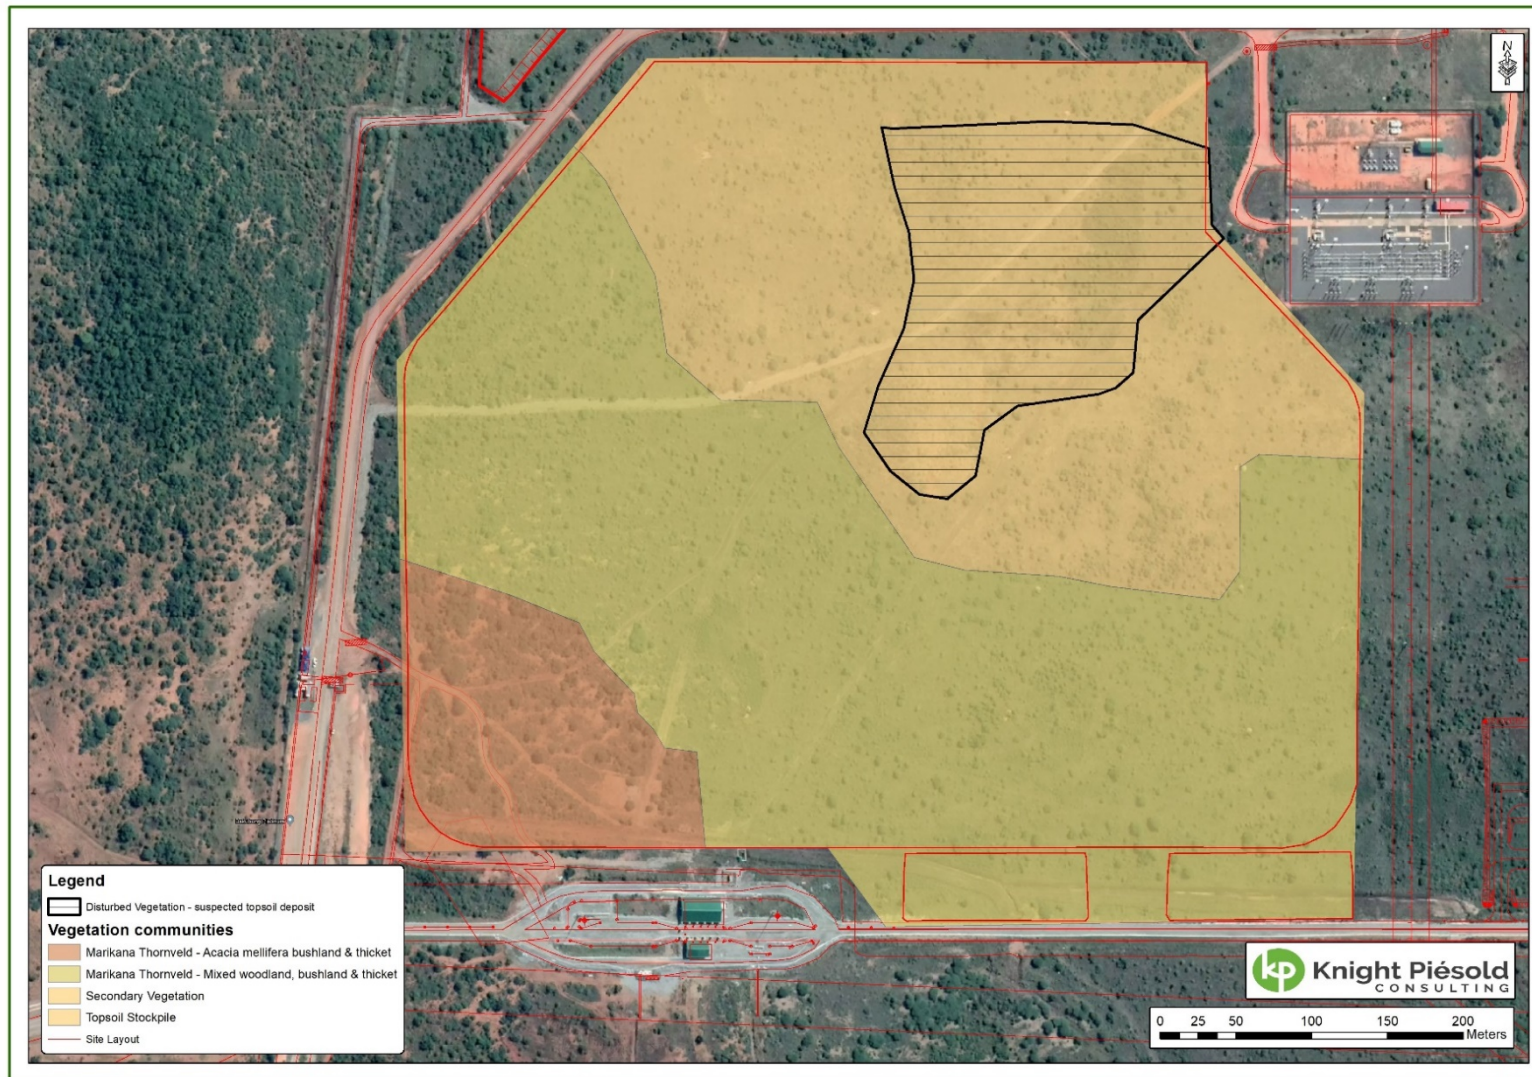 N
Legend
Disturbed Vegetation - suspected topsoil deposit
Vegetation communities
Marikana Thornveld - Acacia mellifera bushland & thicket
Marikana Thornveld - Mixed woodland, bushland & thicket
Secondary Vegetation
Topsoil Stockpile
Site Layout
kp Knight Piésold
CONSULTING
0 25 50 100 150 200
Meters